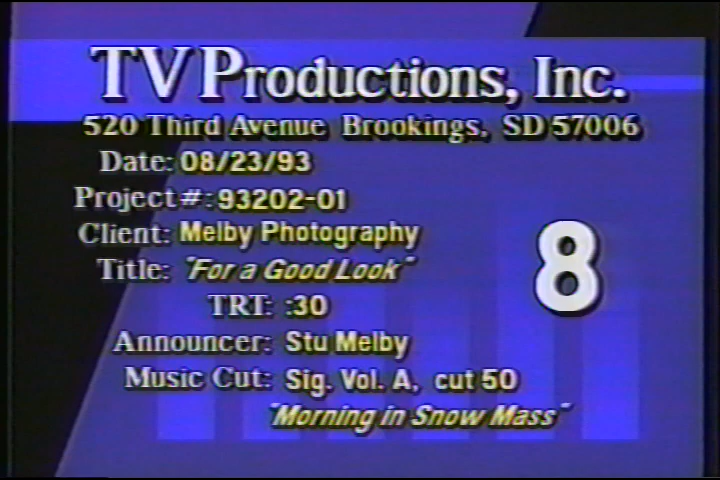 TV Productions, Inc.
520 Third Avenue Brookings, SD 57006
Date: 08/23/93
Project#: 93202-01
Client: Melby Photography
Title: "For a Good Look"
8
TRT: :30
Announcer: Stu Melby
Music Cut: Sig. Vol. A, cut 50
"Morning in Snow Mass"